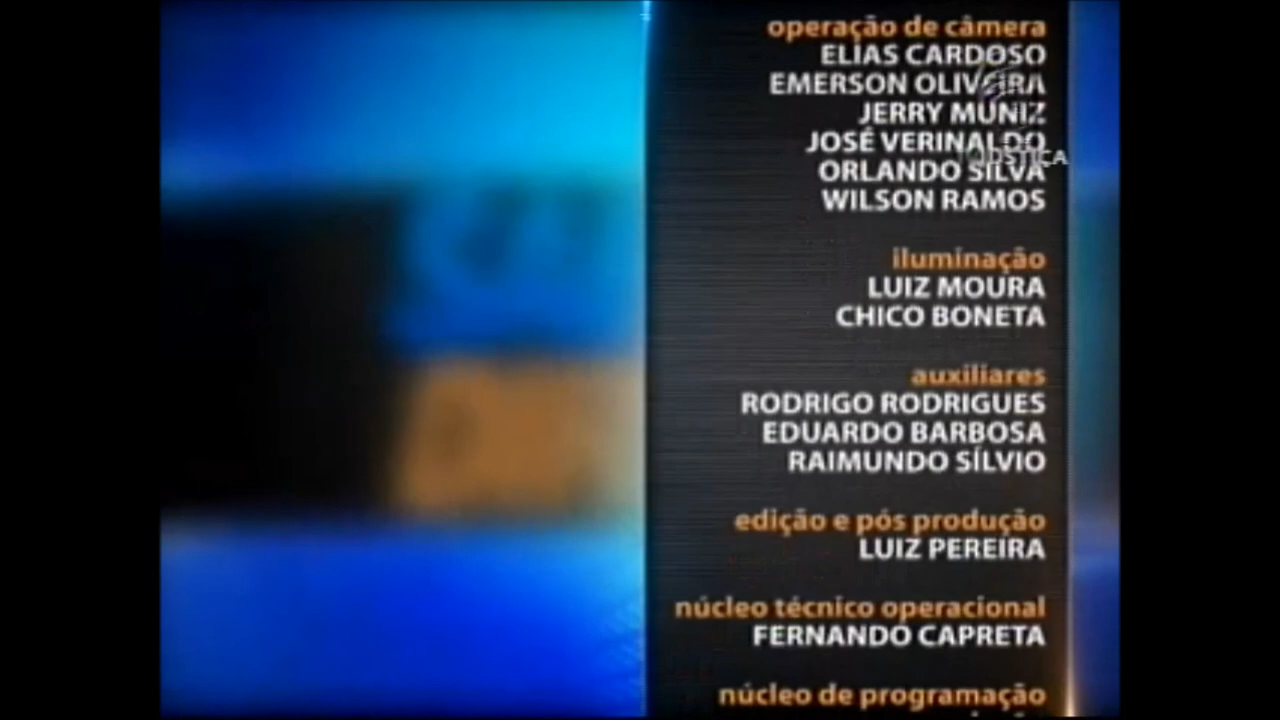 operação de câmera
ELIAS CARDOSO
EMERSON OLIVEIRA
JERRY MUNIZ
JOSÉ VERINALDO
ORLANDO SILVA
WILSON RAMOS
iluminação
LUIZ MOURA
CHICO BONETA
auxiliares
RODRIGO RODRIGUES
EDUARDO BARBOSA
RAIMUNDO SÍLVIO
edição e pós produção
LUIZ PEREIRA
núcleo técnico operacional
FERNANDO CAPRETA
núcleo de programação